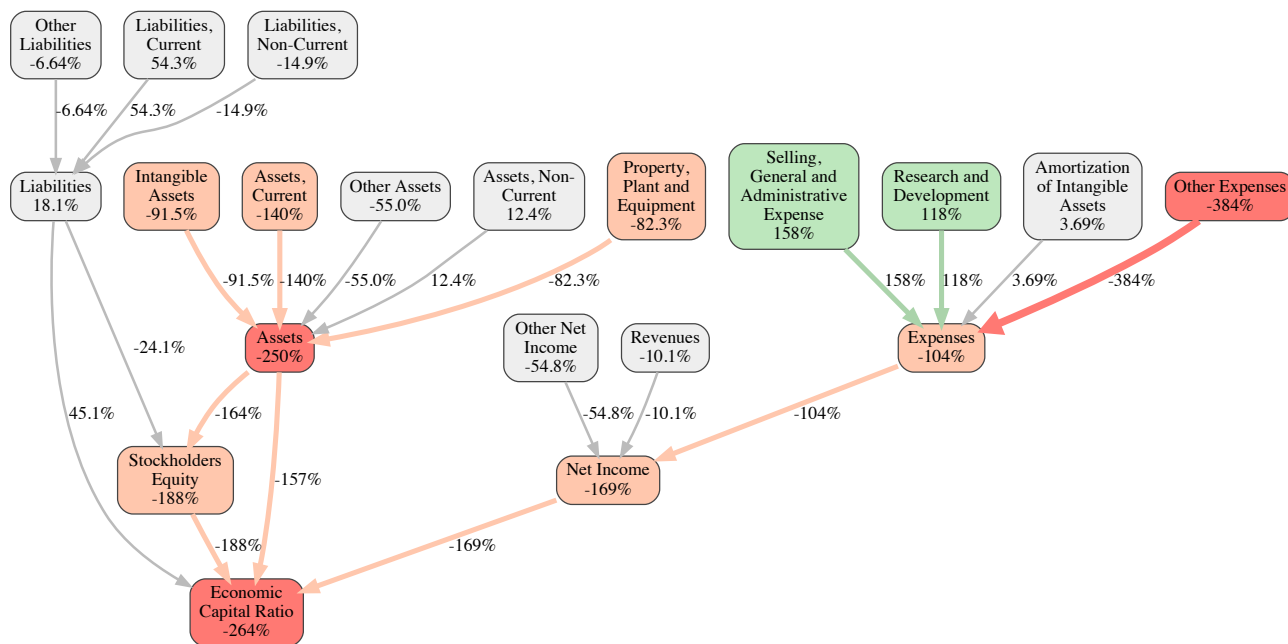 Other
Liabilities
-6.64%
Liabilities,
Current
54.3%
Liabilities,
Non-Current
-14.9%
-6.64%
54.3%
-14.9%
Liabilities
18.1%
Intangible
Assets
-91.5%
Assets,
Current
-140%
Other Assets
-55.0%
Assets, Non-
Current
12.4%
Property,
Plant and
Equipment
-82.3%
Selling,
General and
Administrative
Expense
158%
Research and
Development
118%
Amortization
of Intangible
Assets
3.69%
Other Expenses
-384%
-91.5%
-140%
-55.0%
12.4%
-82.3%
158%
118%
3.69%
-384%
Assets
-250%
Other Net
Income
-54.8%
Revenues
-10.1%
Expenses
-104%
-24.1%
45.1%
-164%
-157%
-54.8%
-10.1%
-104%
Stockholders
Equity
-188%
Net Income
-169%
-188%
-169%
Economic
Capital Ratio
-264%